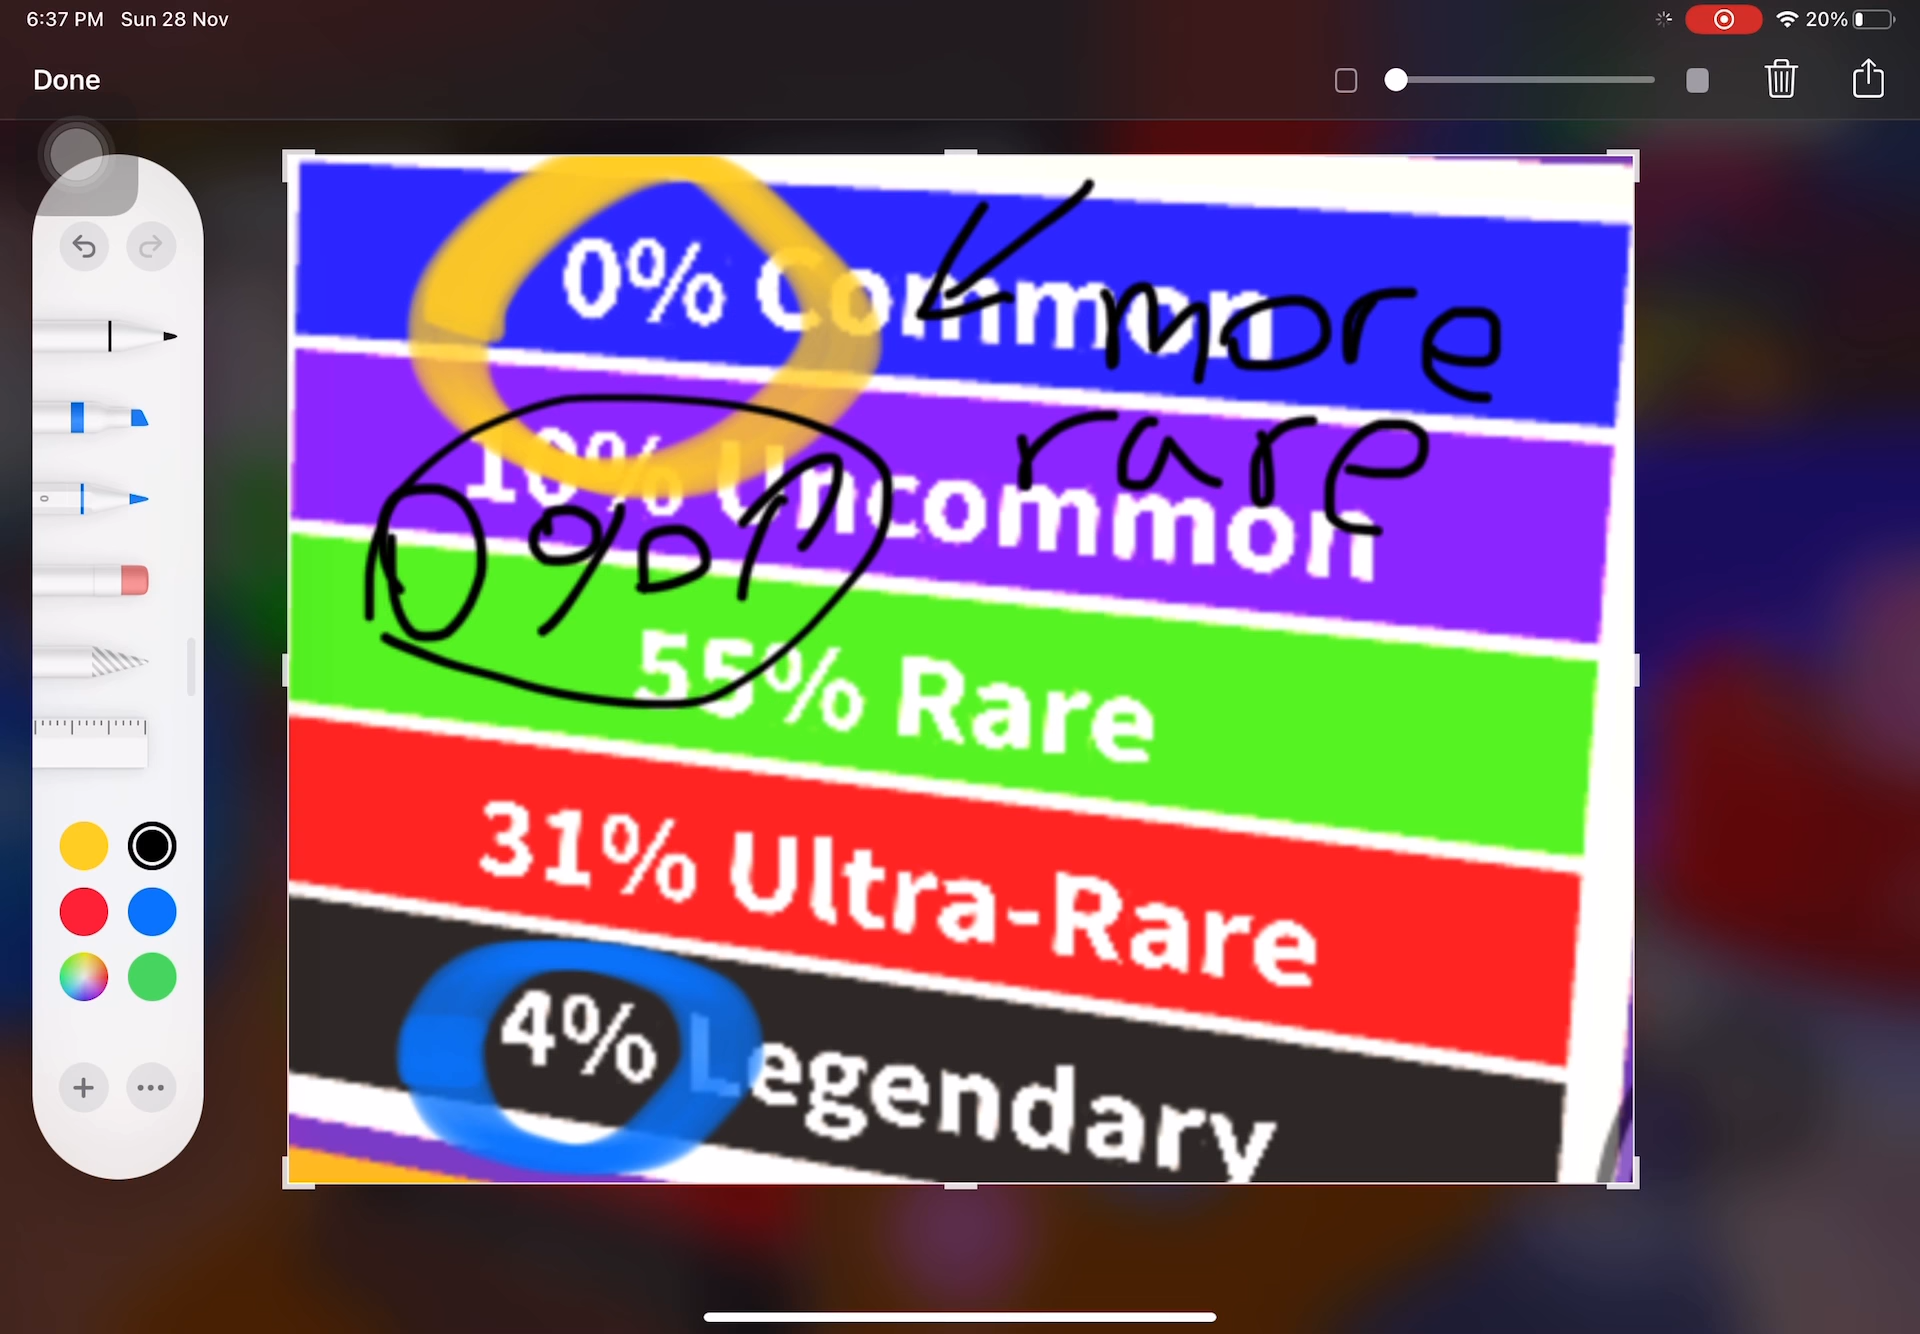 6:37 PM Sun 28 Nov
20%
Done
0% Common
more
10% Uncommon
rare
0%
55% Rare
31% Ultra-Rare
4% Legendary